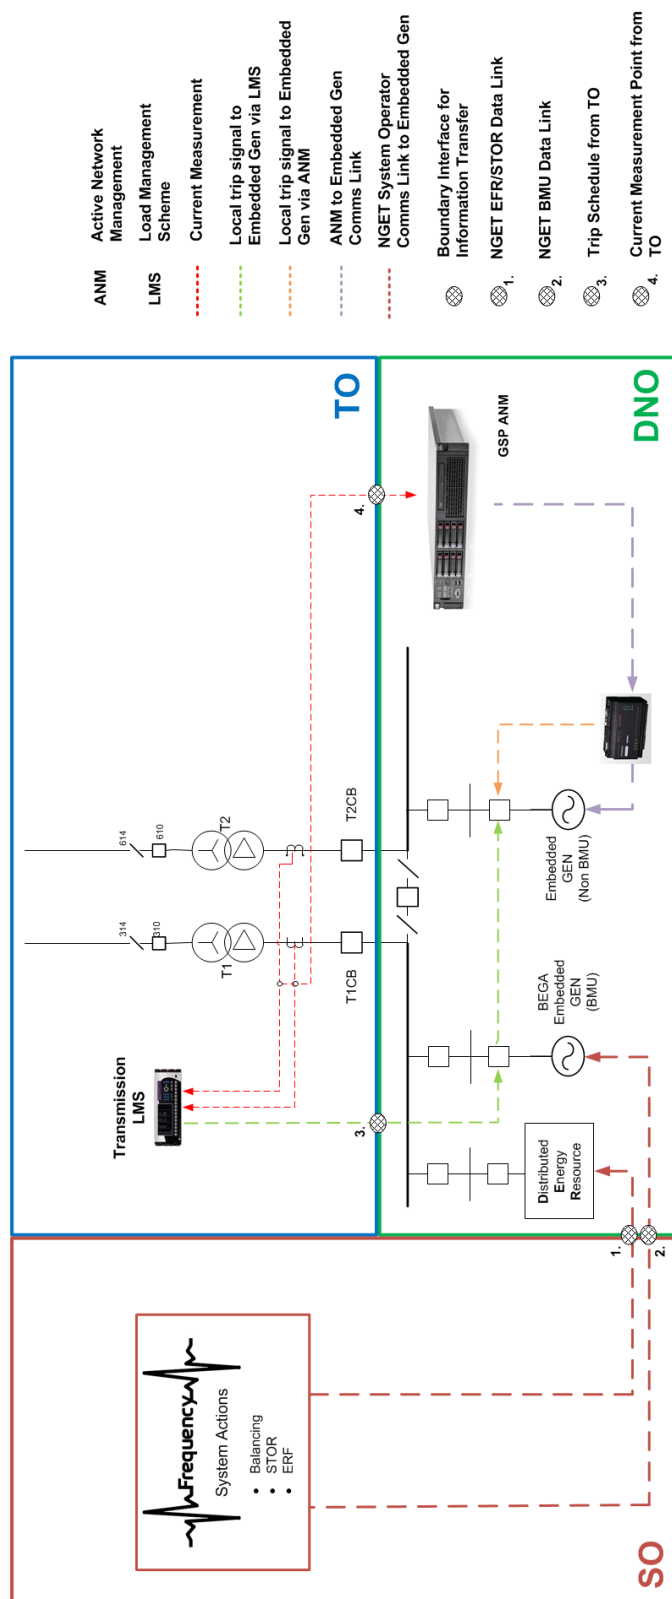 SO
Frequency
System Actions
• Balancing
• STOR
• ERF
1.
2.
TO
Transmission
LMS
314
310
T1
T1CB
614
610
T2
T2CB
3.
4.
DNO
Distributed
Energy
Resource
BEGA
Embedded
GEN
(BMU)
Embedded
GEN
(Non BMU)
GSP ANM
ANM
Active Network
Management
LMS
Load Management
Scheme
Current Measurement
Local trip signal to
Embedded Gen via LMS
Local trip signal to Embedded
Gen via ANM
ANM to Embedded Gen
Comms Link
NGET System Operator
Comms Link to Embedded Gen
Boundary Interface for
Information Transfer
1.
NGET EFR/STOR Data Link
2.
NGET BMU Data Link
3.
Trip Schedule from TO
4.
Current Measurement Point from
TO